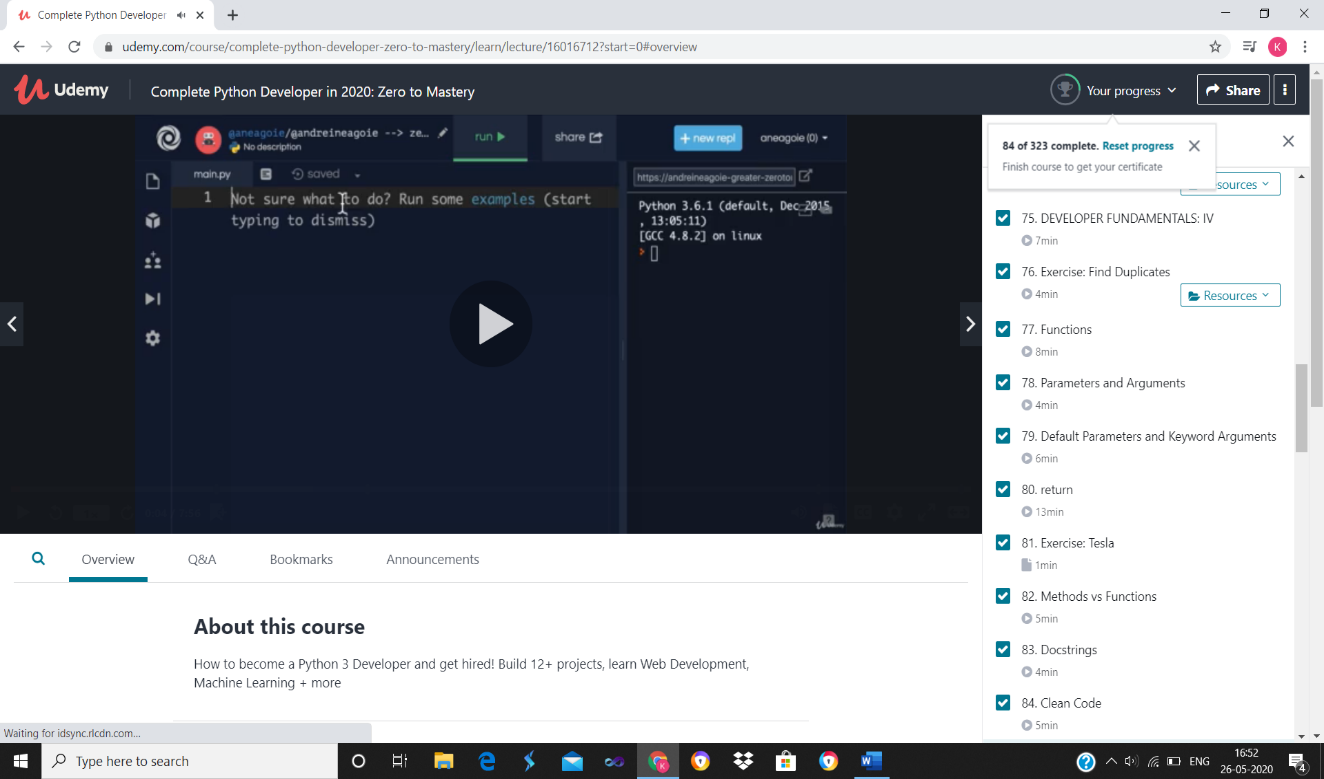 Complete Python Developer
udemy.com/course/complete-python-developer-zero-to-mastery/learn/lecture/16016712?start=0#overview
K
Udemy
Complete Python Developer in 2020: Zero to Mastery
Your progress
Share
84 of 323 complete. Reset progress
Finish course to get your certificate
@aneagoie/@andreineagoie --> ze...
No description
run
share
+ new repl
aneagoie (0)
main.py
saved
https://andreineagoie-greater-zeroto
1
Not sure what to do? Run some examples (start
typing to dismiss)
Python 3.6.1 (default, Dec 2015
, 13:05:11)
[GCC 4.8.2] on linux
75. DEVELOPER FUNDAMENTALS: IV
7min
76. Exercise: Find Duplicates
4min
Resources
77. Functions
8min
78. Parameters and Arguments
4min
79. Default Parameters and Keyword Arguments
6min
80. return
13min
81. Exercise: Tesla
1min
82. Methods vs Functions
5min
83. Docstrings
4min
84. Clean Code
5min
Overview
Q&A
Bookmarks
Announcements
About this course
How to become a Python 3 Developer and get hired! Build 12+ projects, learn Web Development,
Machine Learning + more
Waiting for idsync.rlcdn.com...
Type here to search
ENG
16:52
26-05-2020
4